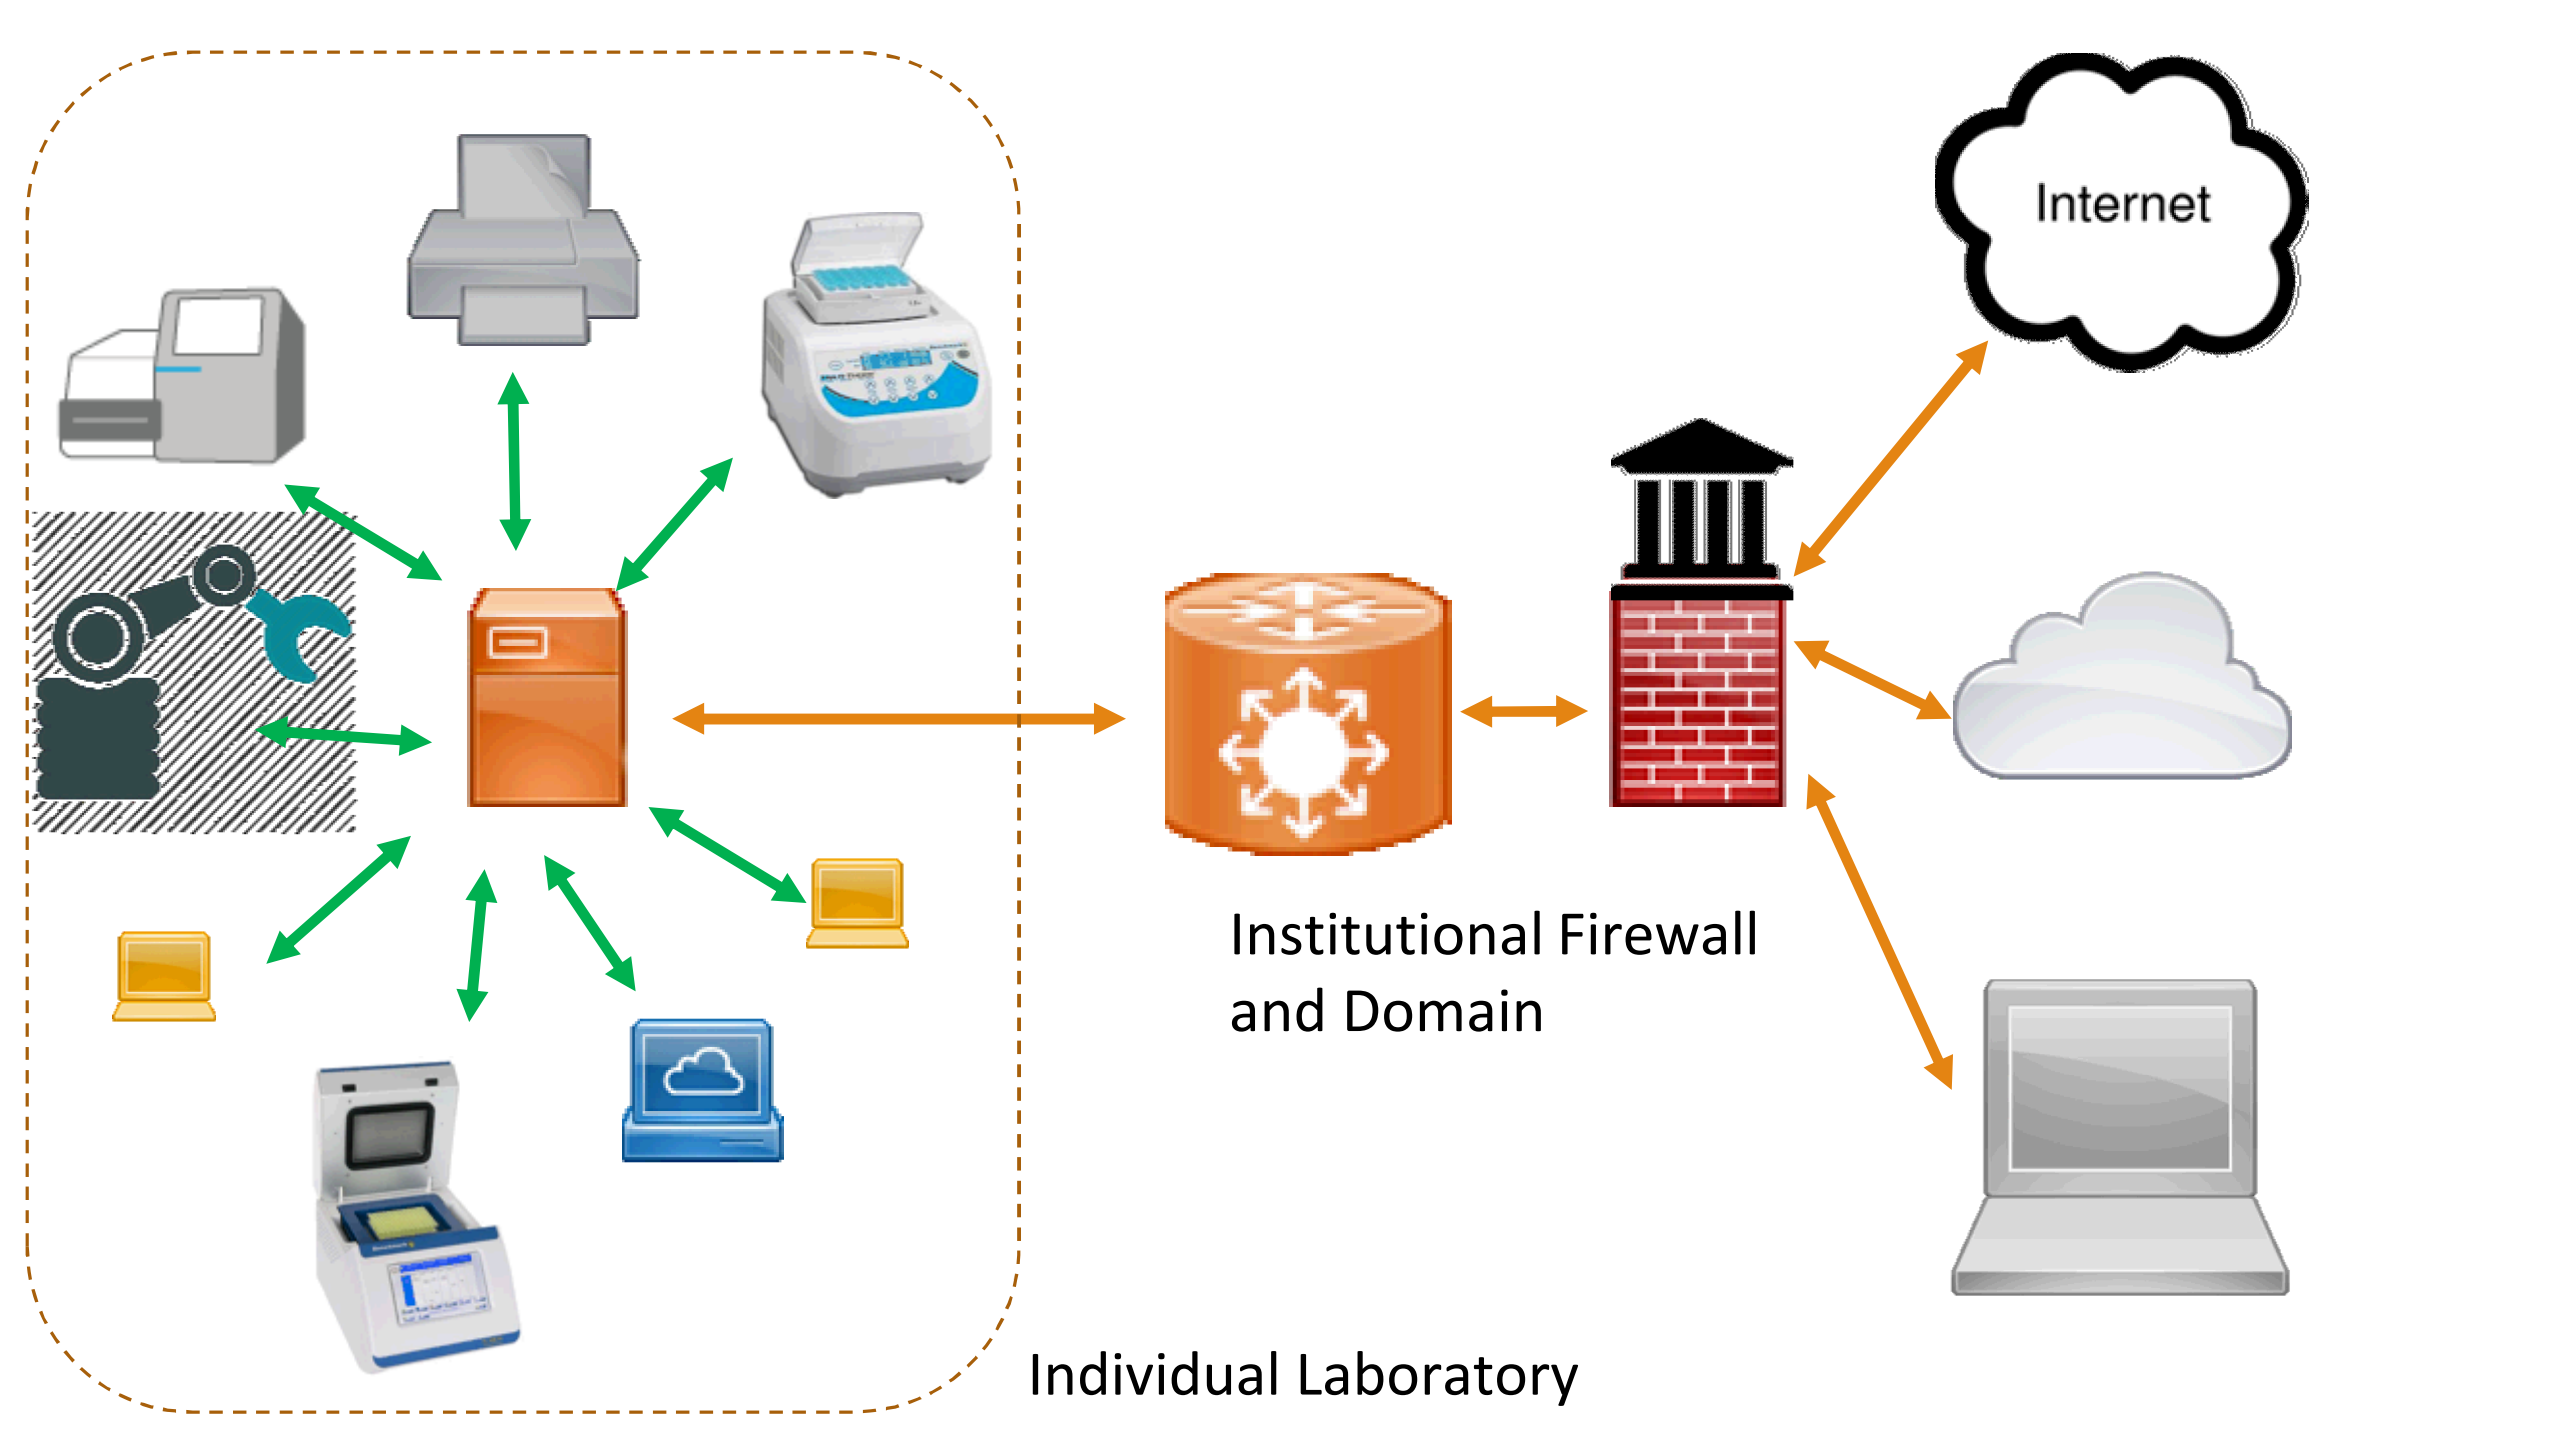 Internet
Institutional Firewall
and Domain
Individual Laboratory